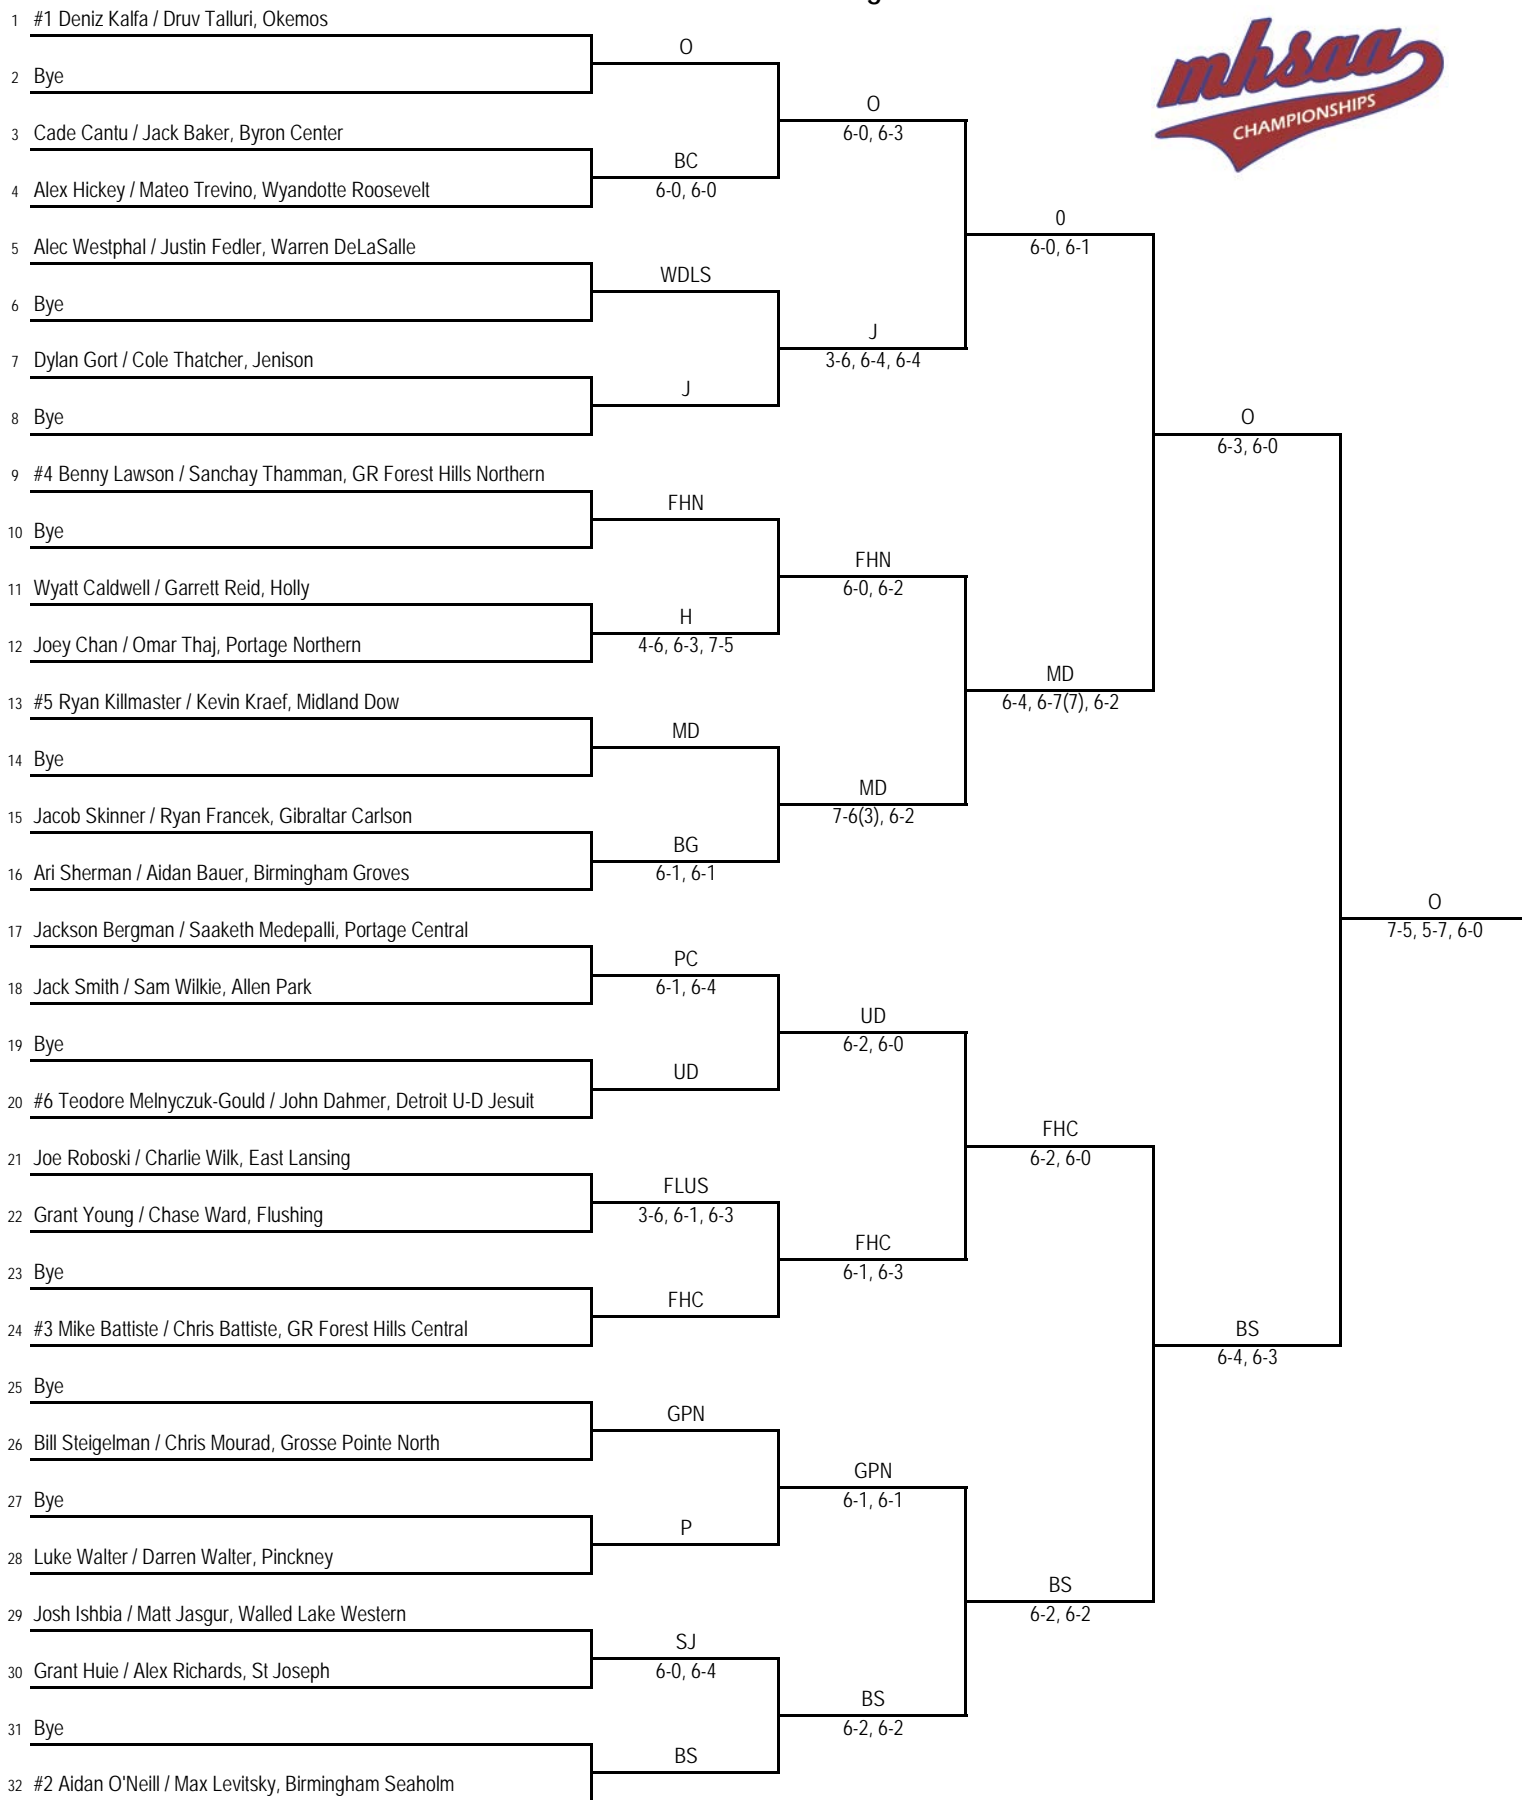 mhsaa
CHAMPIONSHIPS
1 #1 Deniz Kalfa / Druv Talluri, Okemos
O
2 Bye
O
6-0, 6-3
3 Cade Cantu / Jack Baker, Byron Center
BC
6-0, 6-0
4 Alex Hickey / Mateo Trevino, Wyandotte Roosevelt
0
6-0, 6-1
5 Alec Westphal / Justin Fedler, Warren DeLaSalle
WDLS
6 Bye
J
3-6, 6-4, 6-4
7 Dylan Gort / Cole Thatcher, Jenison
J
8 Bye
O
6-3, 6-0
9 #4 Benny Lawson / Sanchay Thamman, GR Forest Hills Northern
FHN
10 Bye
FHN
6-0, 6-2
11 Wyatt Caldwell / Garrett Reid, Holly
H
4-6, 6-3, 7-5
12 Joey Chan / Omar Thaj, Portage Northern
MD
6-4, 6-7(7), 6-2
13 #5 Ryan Killmaster / Kevin Kraef, Midland Dow
MD
14 Bye
MD
7-6(3), 6-2
15 Jacob Skinner / Ryan Francek, Gibraltar Carlson
BG
6-1, 6-1
16 Ari Sherman / Aidan Bauer, Birmingham Groves
O
7-5, 5-7, 6-0
17 Jackson Bergman / Saaketh Medepalli, Portage Central
PC
6-1, 6-4
18 Jack Smith / Sam Wilkie, Allen Park
UD
6-2, 6-0
19 Bye
UD
20 #6 Teodore Melnyczuk-Gould / John Dahmer, Detroit U-D Jesuit
FHC
6-2, 6-0
21 Joe Roboski / Charlie Wilk, East Lansing
FLUS
3-6, 6-1, 6-3
22 Grant Young / Chase Ward, Flushing
FHC
6-1, 6-3
23 Bye
FHC
24 #3 Mike Battiste / Chris Battiste, GR Forest Hills Central
BS
6-4, 6-3
25 Bye
GPN
26 Bill Steigelman / Chris Mourad, Grosse Pointe North
GPN
6-1, 6-1
27 Bye
P
28 Luke Walter / Darren Walter, Pinckney
BS
6-2, 6-2
29 Josh Ishbia / Matt Jasgur, Walled Lake Western
SJ
6-0, 6-4
30 Grant Huie / Alex Richards, St Joseph
BS
6-2, 6-2
31 Bye
BS
32 #2 Aidan O'Neill / Max Levitsky, Birmingham Seaholm